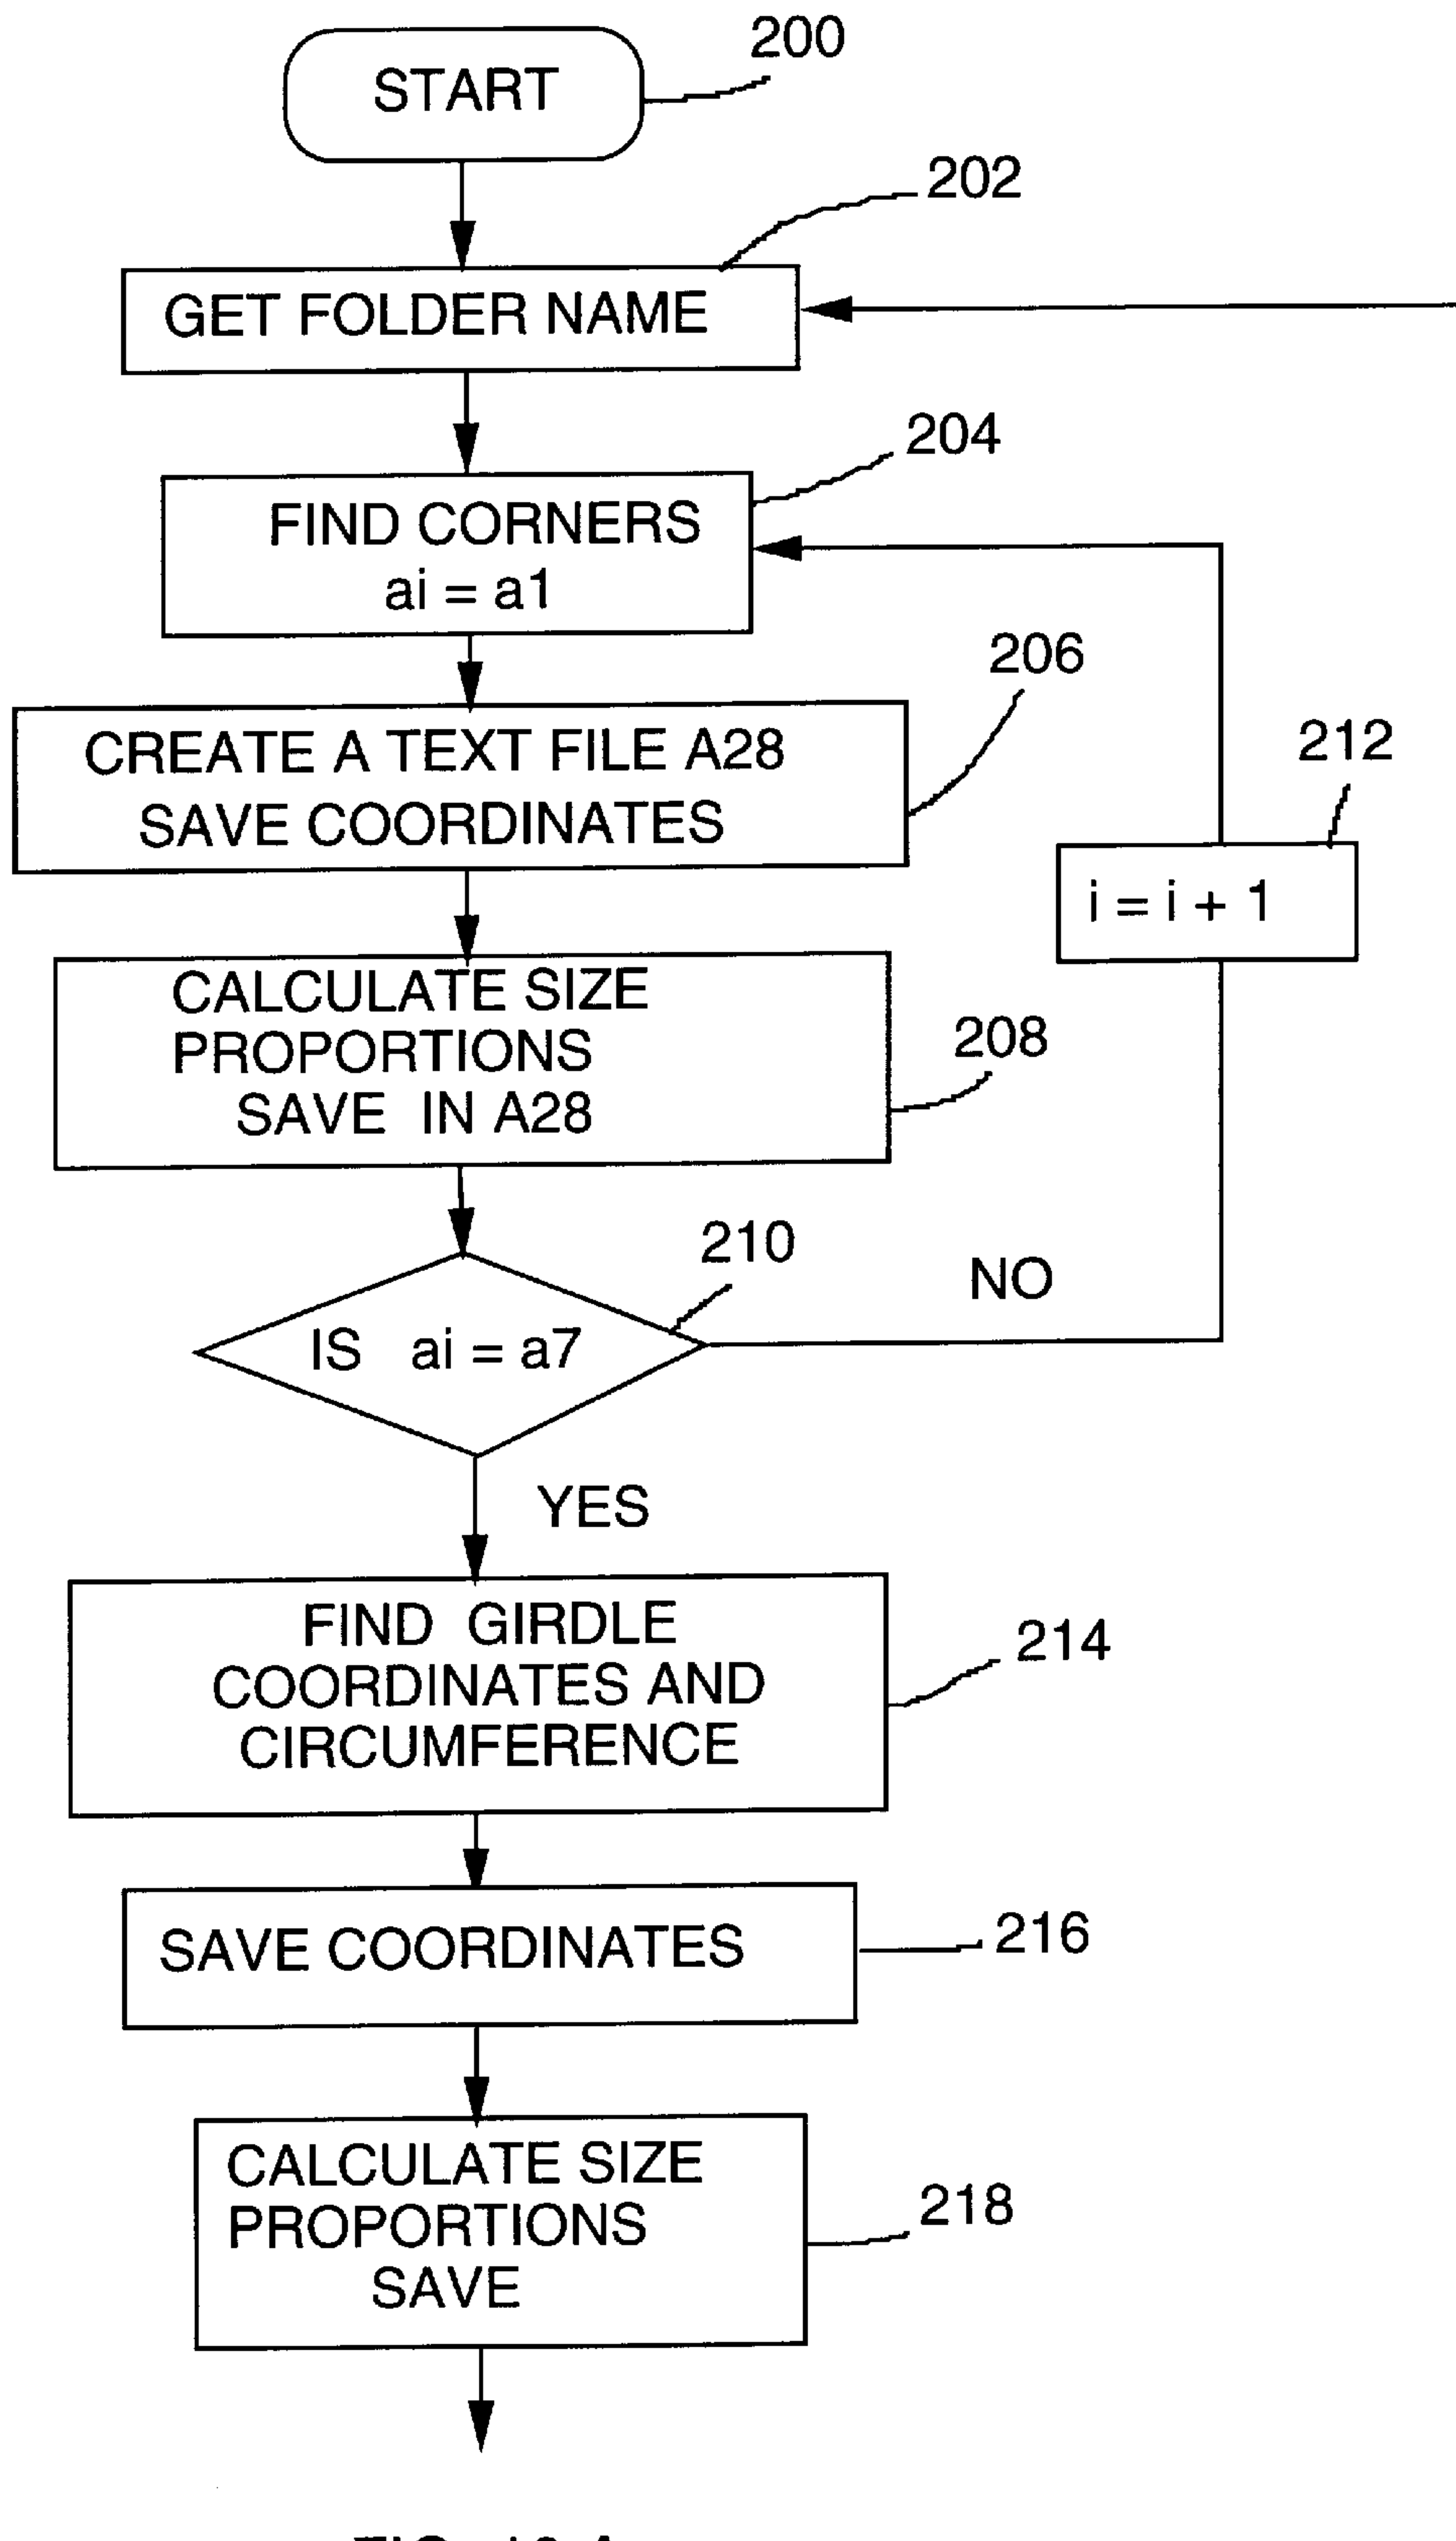 START
200
202
GET FOLDER NAME
204
FIND CORNERS
ai = a1
206
CREATE A TEXT FILE A28
SAVE COORDINATES
212
i = i + 1
CALCULATE SIZE
PROPORTIONS
SAVE IN A28
208
210
NO
IS ai = a7
YES
FIND GIRDLE
COORDINATES AND
CIRCUMFERENCE
214
SAVE COORDINATES
216
CALCULATE SIZE
PROPORTIONS
SAVE
218